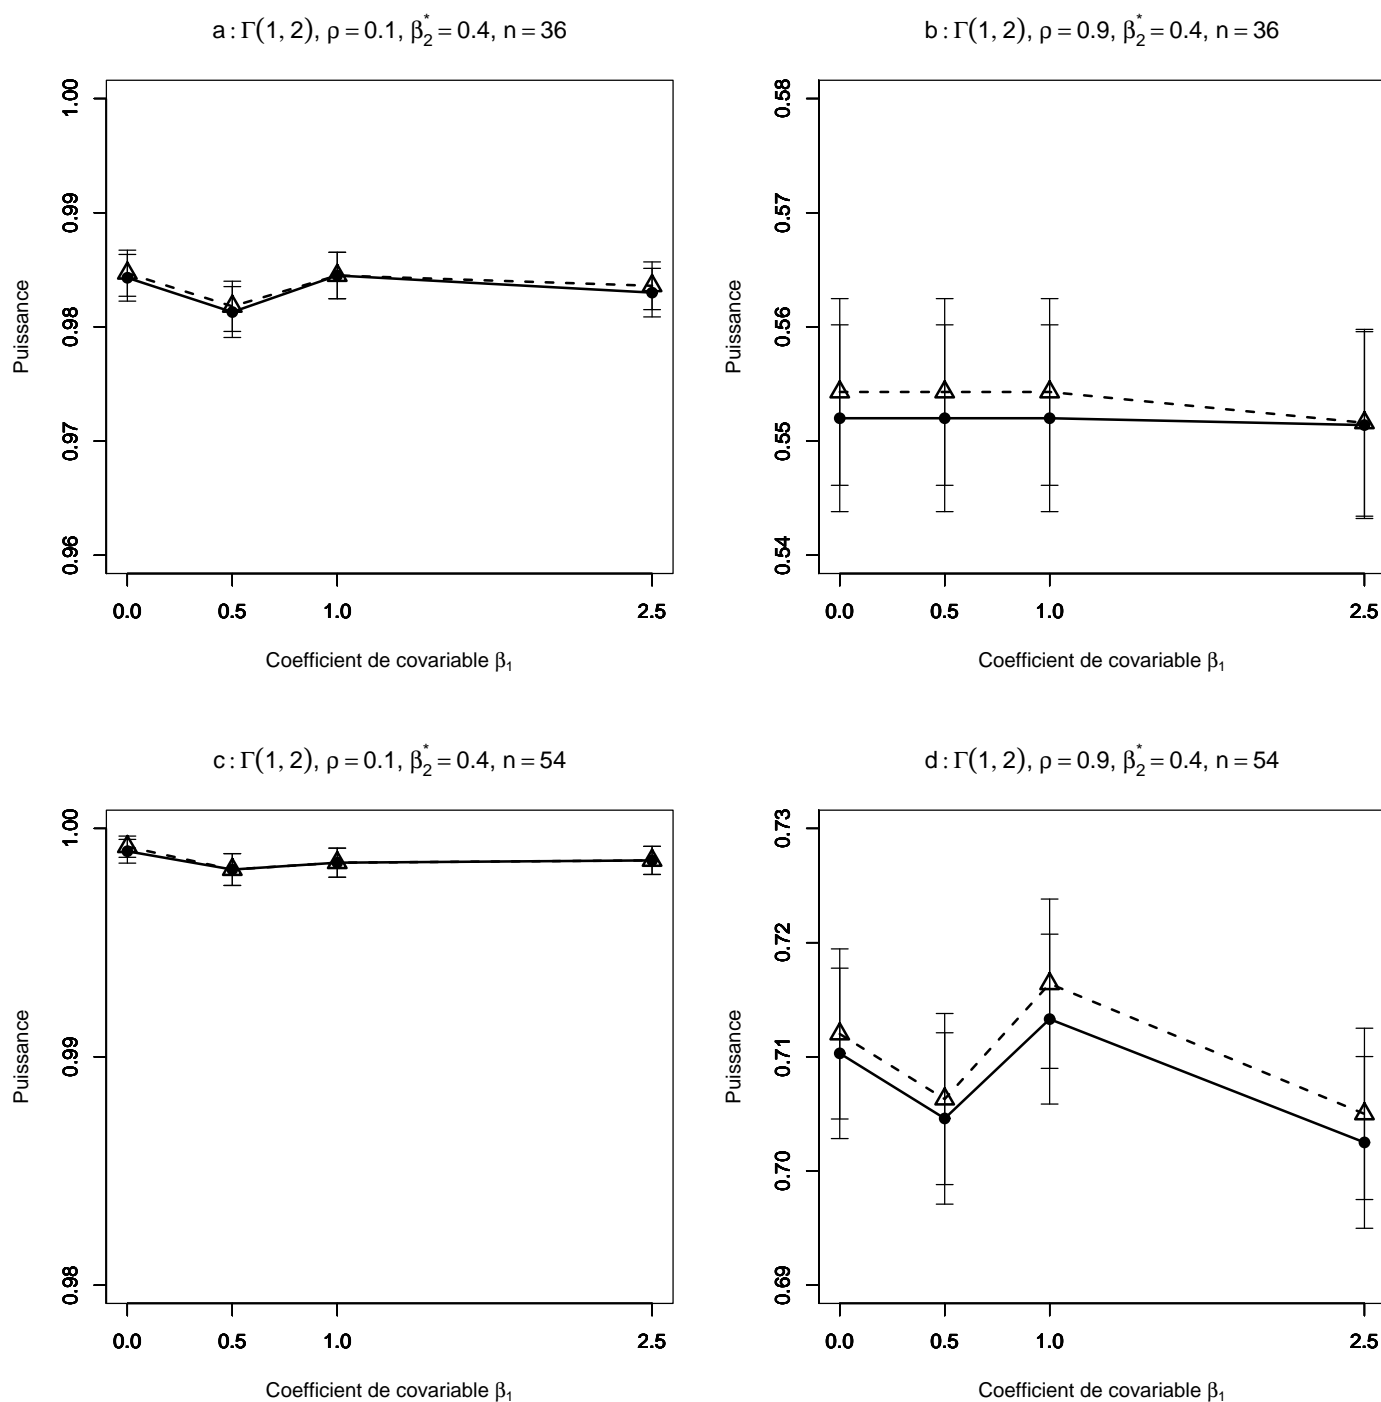 a : Γ(1, 2), ρ = 0.1, β₂* = 0.4, n = 36
Puissance
1.00
0.99
0.98
0.97
0.96
0.0 0.5 1.0 2.5
Coefficient de covariable β₁
b : Γ(1, 2), ρ = 0.9, β₂* = 0.4, n = 36
Puissance
0.58
0.57
0.56
0.55
0.54
0.0 0.5 1.0 2.5
Coefficient de covariable β₁
c : Γ(1, 2), ρ = 0.1, β₂* = 0.4, n = 54
Puissance
1.00
0.99
0.98
0.0 0.5 1.0 2.5
Coefficient de covariable β₁
d : Γ(1, 2), ρ = 0.9, β₂* = 0.4, n = 54
Puissance
0.73
0.72
0.71
0.70
0.69
0.0 0.5 1.0 2.5
Coefficient de covariable β₁